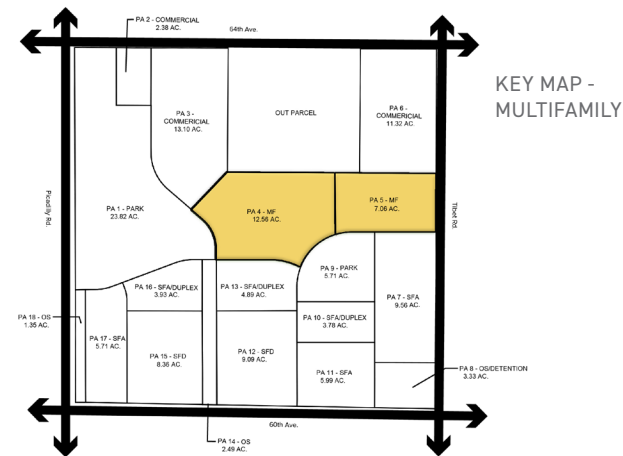 PA 2 - COMMERCIAL
2.38 AC.
64th Ave.
KEY MAP -
MULTIFAMILY
PA 3 -
COMMERICIAL
13.10 AC.
OUT PARCEL
PA 6 -
COMMERCIAL
11.32 AC.
Picadilly Rd.
PA 1 - PARK
23.82 AC.
PA 4 - MF
12.56 AC.
PA 5 - MF
7.06 AC.
Tibet Rd.
PA 9 - PARK
5.71 AC.
PA 16 - SFA/DUPLEX
3.93 AC.
PA 13 - SFA/DUPLEX
4.89 AC.
PA 7 - SFA
9.56 AC.
PA 18 - OS
1.35 AC.
PA 17 - SFA
5.71 AC.
PA 10 - SFA/DUPLEX
3.78 AC.
PA 15 - SFD
8.36 AC.
PA 12 - SFD
9.09 AC.
PA 11 - SFA
5.99 AC.
PA 8 - OS/DETENTION
3.33 AC.
60th Ave.
PA 14 - OS
2.49 AC.